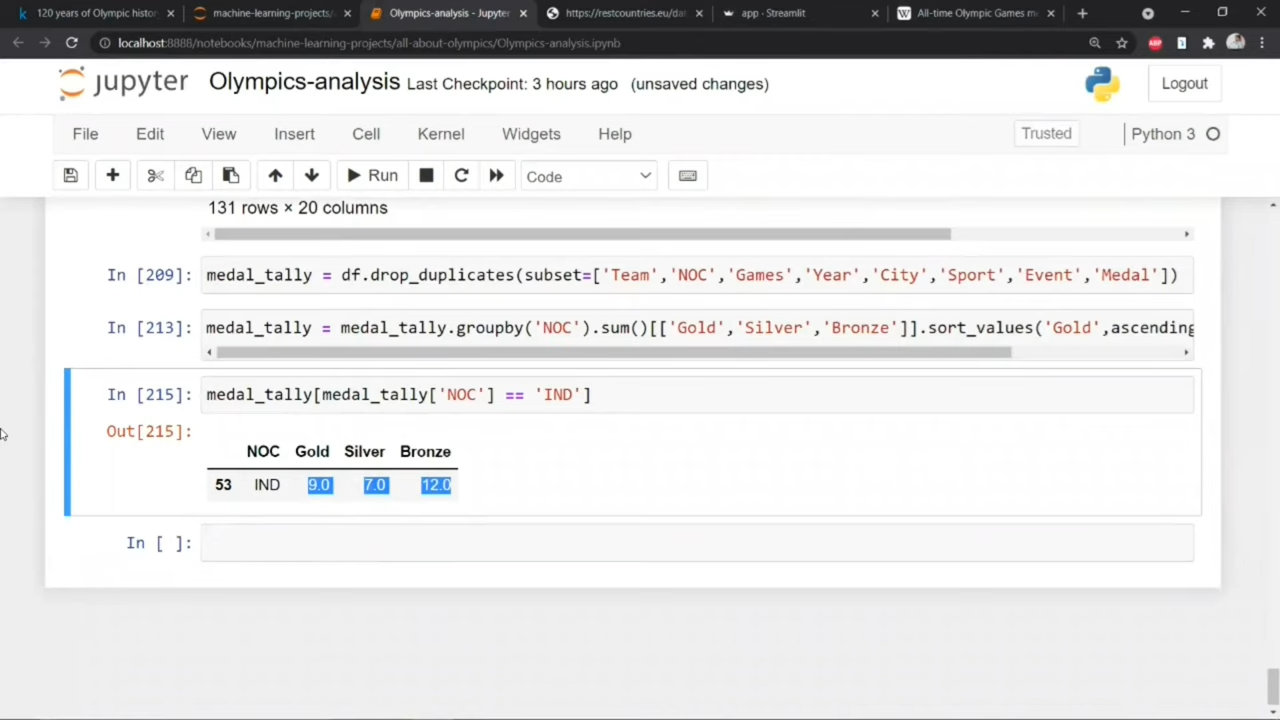 120 years of Olympic histor
machine-learning-projects/
Olympics-analysis - Jupyter
https://restcountries.eu/dat
app · Streamlit
All-time Olympic Games m
localhost:8888/notebooks/machine-learning-projects/all-about-olympics/Olympics-analysis.ipynb
jupyter Olympics-analysis Last Checkpoint: 3 hours ago (unsaved changes) Logout
File Edit View Insert Cell Kernel Widgets Help Trusted Python 3
Run Code
131 rows × 20 columns
In [209]: medal_tally = df.drop_duplicates(subset=['Team','NOC','Games','Year','City','Sport','Event','Medal'])
In [213]: medal_tally = medal_tally.groupby('NOC').sum()[['Gold','Silver','Bronze']].sort_values('Gold',ascending
In [215]: medal_tally[medal_tally['NOC'] == 'IND']
Out[215]:
NOC Gold Silver Bronze
53 IND 9.0 7.0 12.0
In [ ]: